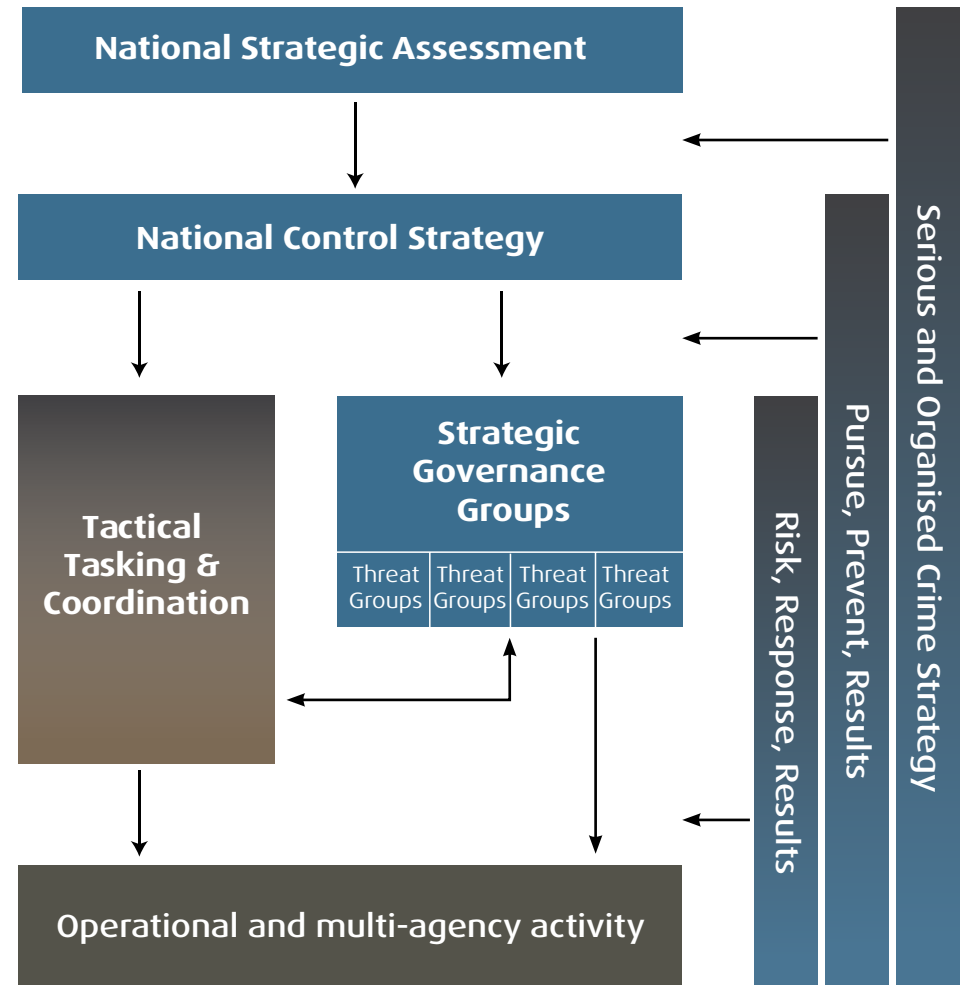 National Strategic Assessment
National Control Strategy
Tactical
Tasking &
Coordination
Strategic
Governance
Groups
Threat
Groups
Threat
Groups
Threat
Groups
Threat
Groups
Operational and multi-agency activity
Risk, Response, Results
Pursue, Prevent, Results
Serious and Organised Crime Strategy